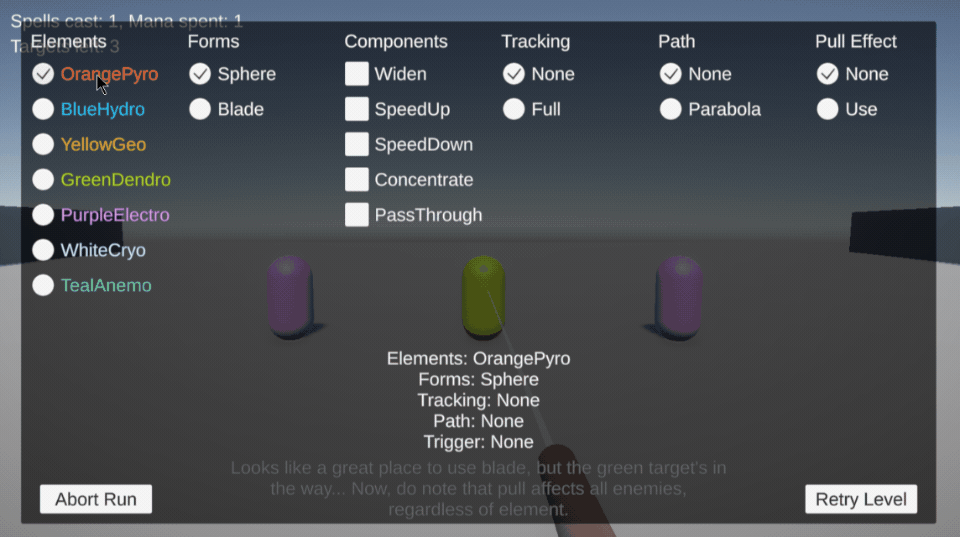 Spells cast: 1, Mana spent: 1
Targets left: 3
Elements
OrangePyro
BlueHydro
YellowGeo
GreenDendro
PurpleElectro
WhiteCryo
TealAnemo
Forms
Sphere
Blade
Components
Widen
SpeedUp
SpeedDown
Concentrate
PassThrough
Tracking
None
Full
Path
None
Parabola
Pull Effect
None
Use
Elements: OrangePyro
Forms: Sphere
Tracking: None
Path: None
Trigger: None
Looks like a great place to use blade, but the green target's in
the way... Now, do note that pull affects all enemies,
regardless of element.
Abort Run
Retry Level